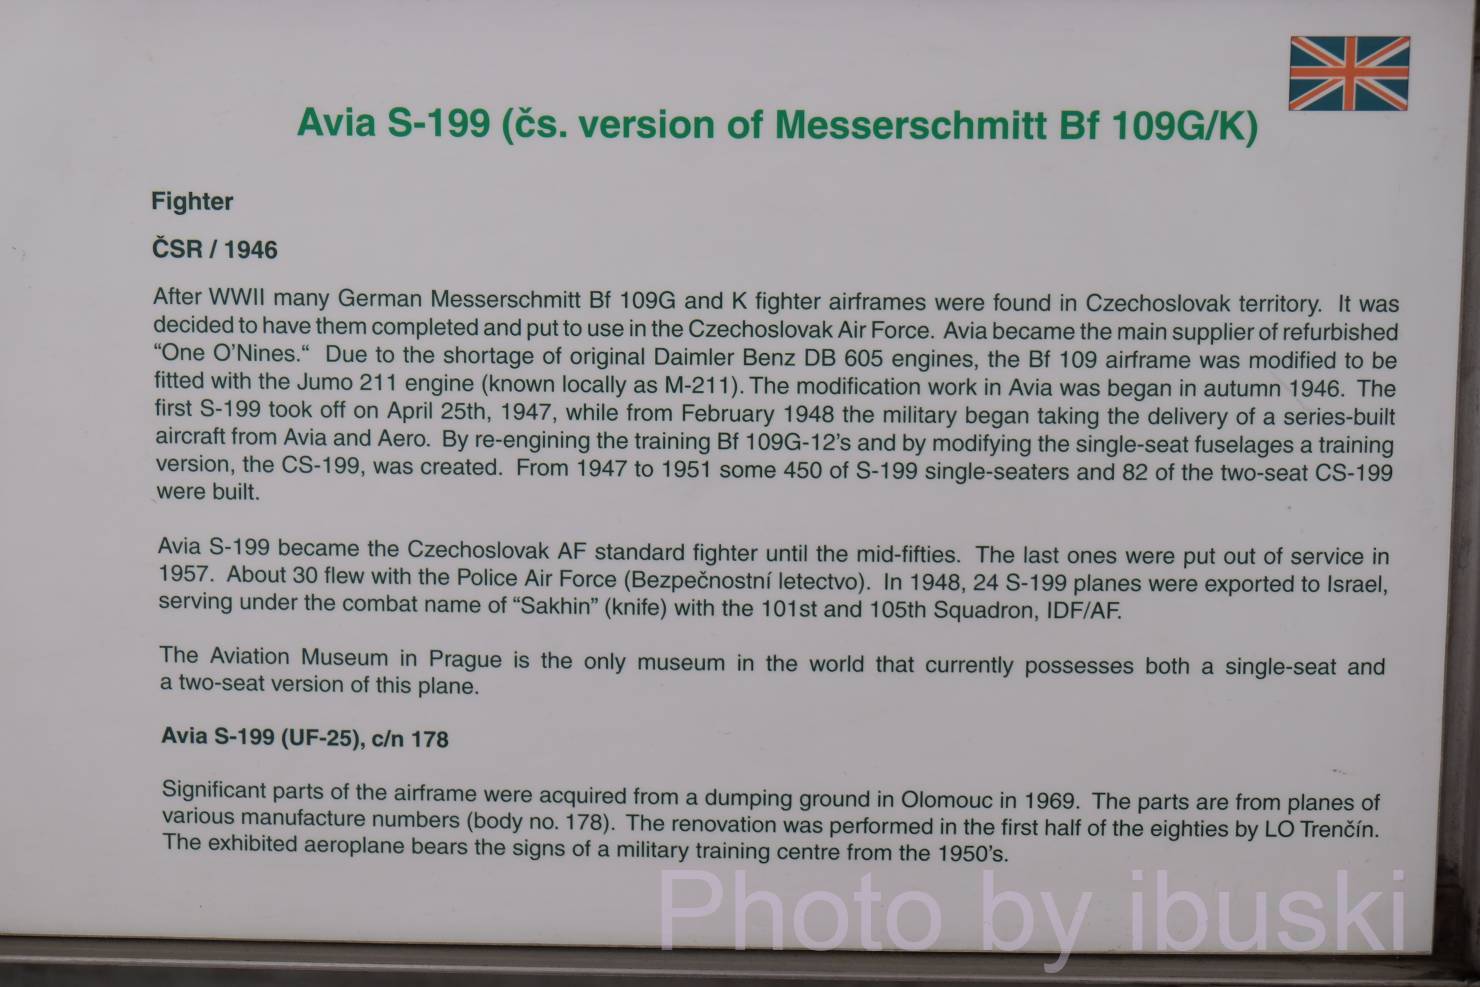 Avia S-199 (čs. version of Messerschmitt Bf 109G/K)
Fighter
ČSR / 1946
After WWII many German Messerschmitt Bf 109G and K fighter airframes were found in Czechoslovak territory. It was
decided to have them completed and put to use in the Czechoslovak Air Force. Avia became the main supplier of refurbished
“One O’Nines.“ Due to the shortage of original Daimler Benz DB 605 engines, the Bf 109 airframe was modified to be
fitted with the Jumo 211 engine (known locally as M-211). The modification work in Avia was began in autumn 1946. The
first S-199 took off on April 25th, 1947, while from February 1948 the military began taking the delivery of a series-built
aircraft from Avia and Aero. By re-engining the training Bf 109G-12’s and by modifying the single-seat fuselages a training
version, the CS-199, was created. From 1947 to 1951 some 450 of S-199 single-seaters and 82 of the two-seat CS-199
were built.
Avia S-199 became the Czechoslovak AF standard fighter until the mid-fifties. The last ones were put out of service in
1957. About 30 flew with the Police Air Force (Bezpečnostní letectvo). In 1948, 24 S-199 planes were exported to Israel,
serving under the combat name of “Sakhin” (knife) with the 101st and 105th Squadron, IDF/AF.
The Aviation Museum in Prague is the only museum in the world that currently possesses both a single-seat and
a two-seat version of this plane.
Avia S-199 (UF-25), c/n 178
Significant parts of the airframe were acquired from a dumping ground in Olomouc in 1969. The parts are from planes of
various manufacture numbers (body no. 178). The renovation was performed in the first half of the eighties by LO Trenčín.
The exhibited aeroplane bears the signs of a military training centre from the 1950’s.
Photo by ibuski